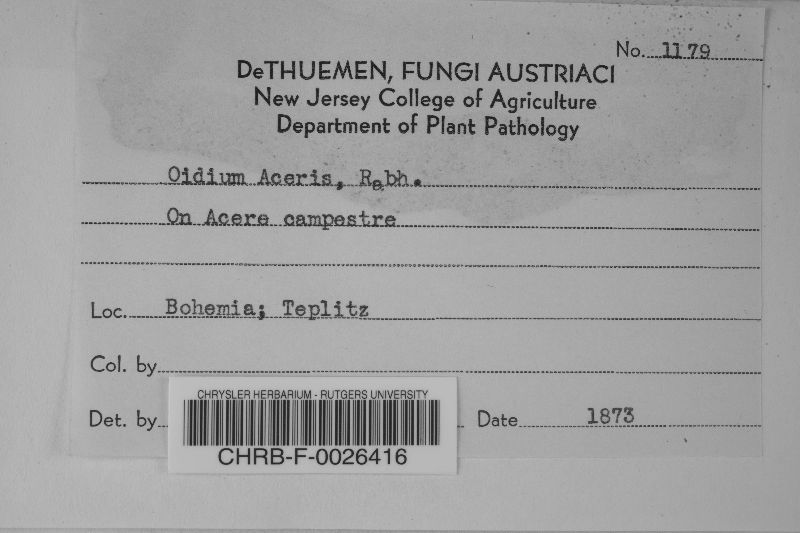 No. 1179
DeTHUEMEN, FUNGI AUSTRIACI
New Jersey College of Agriculture
Department of Plant Pathology
Oidium Aceris, Rabh.
On Acere campestre
Loc. Bohemia; Teplitz
Col. by
CHRYSLER HERBARIUM - RUTGERS UNIVERSITY
Det. by
Date 1873
CHRB-F-0026416